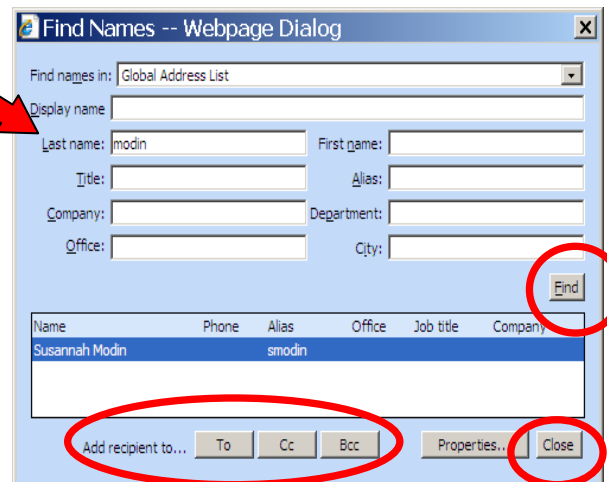 Find Names -- Webpage Dialog
Find names in: Global Address List
Display name
Last name: modin First name:
Title: Alias:
Company: Department:
Office: City:
Find
Name Phone Alias Office Job title Company
Susannah Modin smodin
Add recipient to... To Cc Bcc Properties... Close